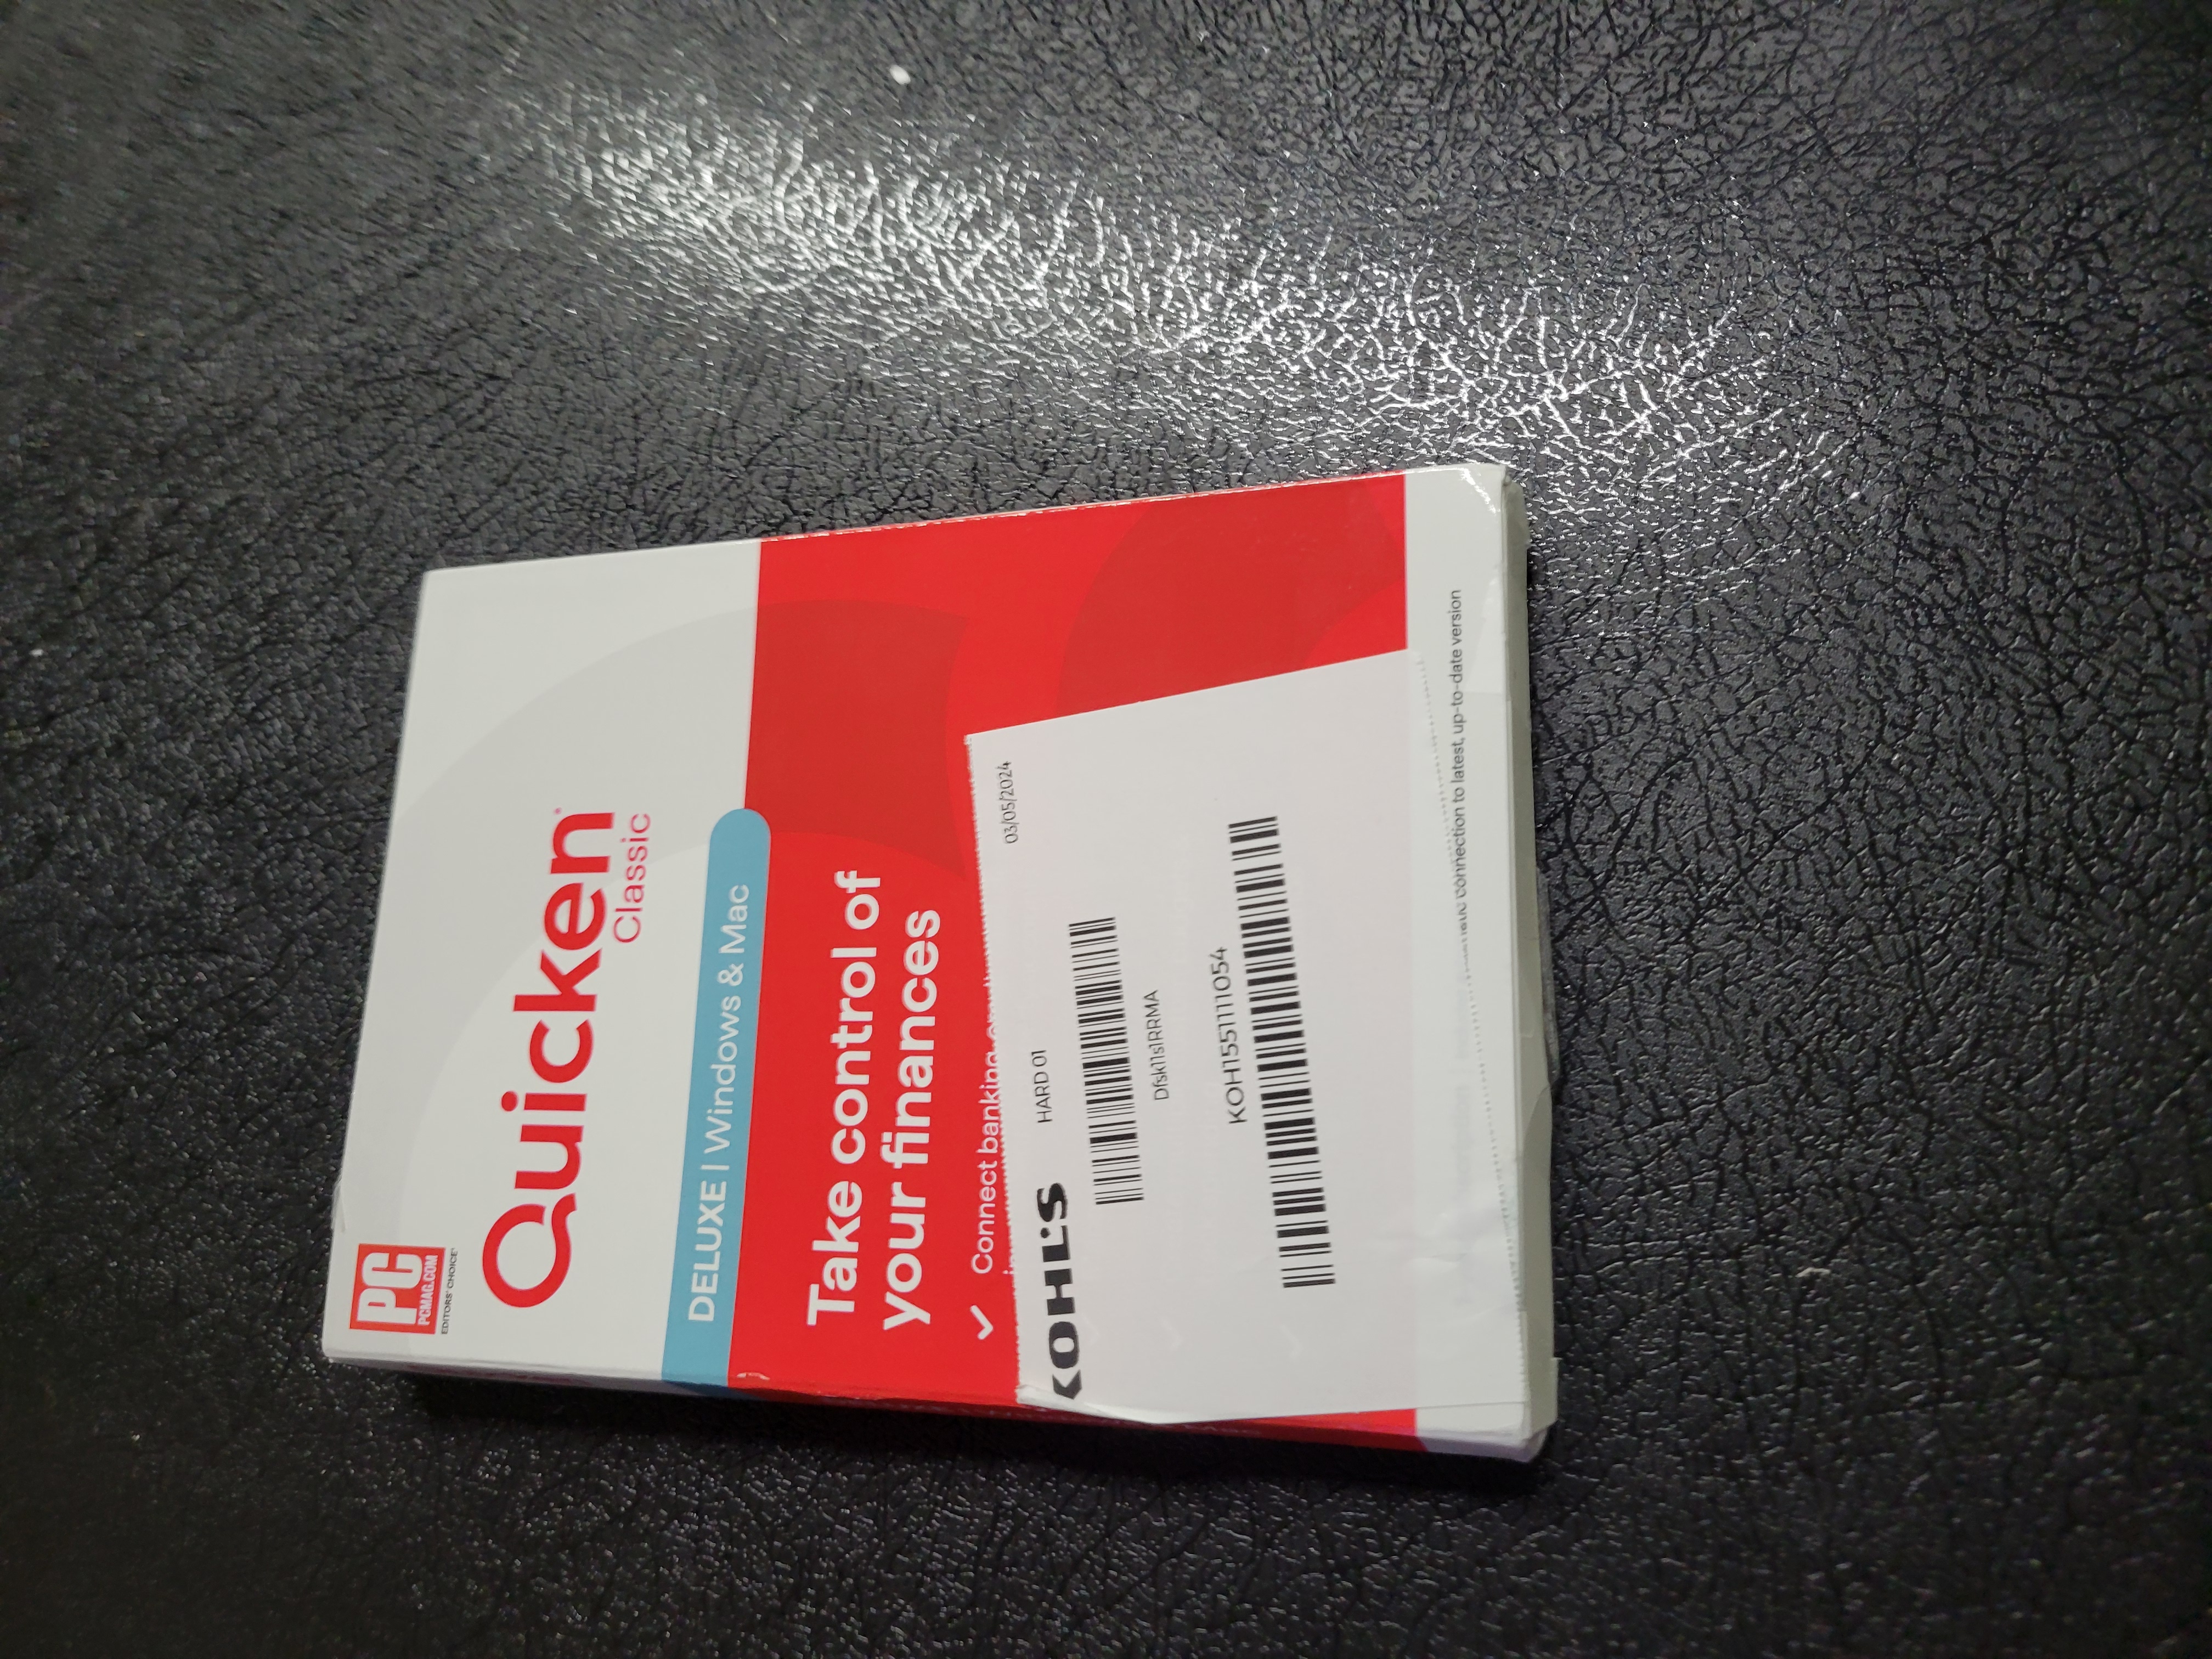 PC
PCMAG.COM
EDITORS' CHOICE
Quicken
Classic
DELUXE | Windows & Mac
Take control of
your finances
✓ Connect banking
03/05/2024
KOHL'S HARD 01
Dfsk11s1RRMA
KOH155111054
connection to latest, up-to-date version